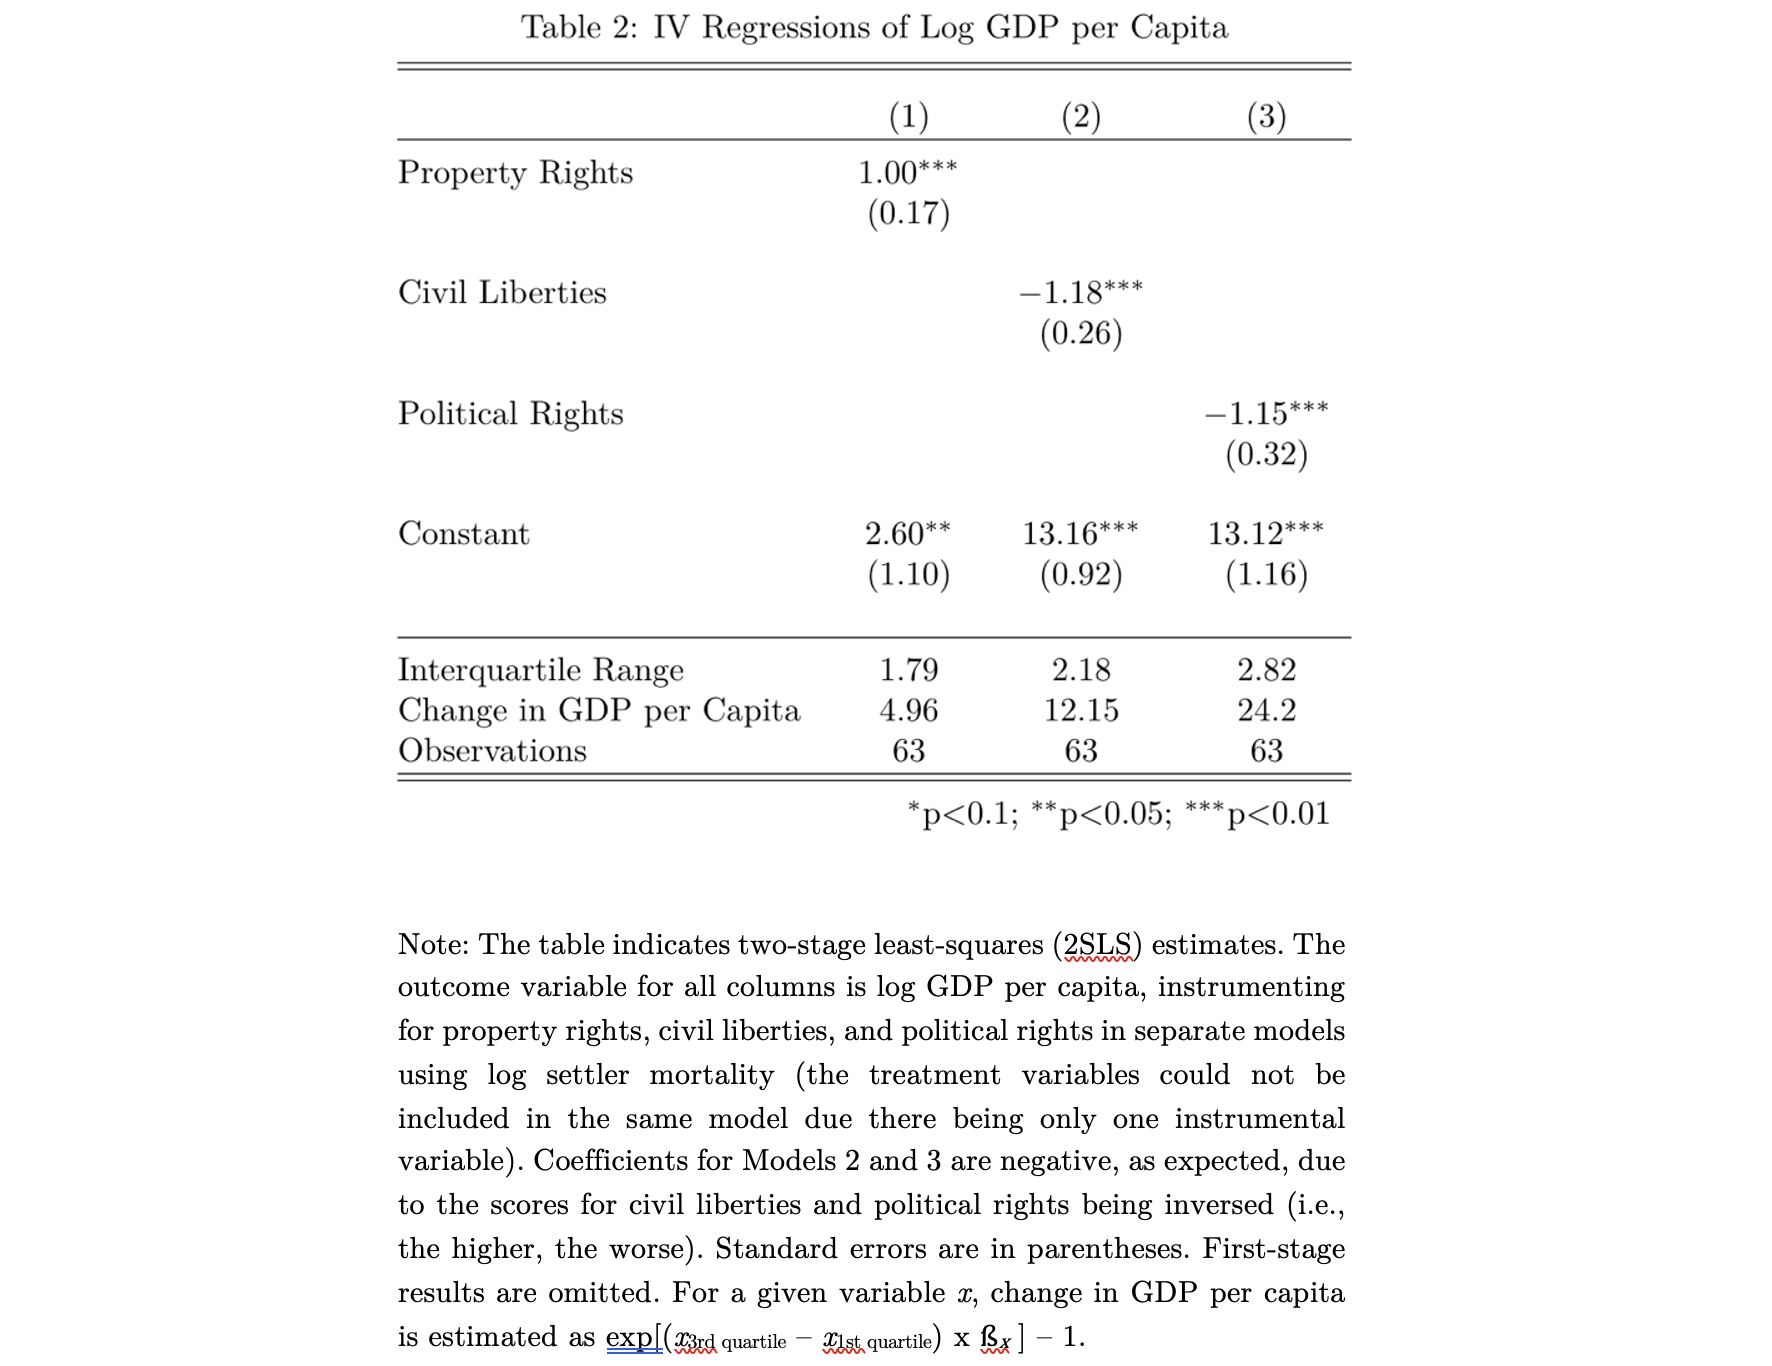 Table 2: IV Regressions of Log GDP per Capita
(1) (2) (3)
Property Rights 1.00***
(0.17)
Civil Liberties −1.18***
(0.26)
Political Rights −1.15***
(0.32)
Constant 2.60** 13.16*** 13.12***
(1.10) (0.92) (1.16)
Interquartile Range 1.79 2.18 2.82
Change in GDP per Capita 4.96 12.15 24.2
Observations 63 63 63
*p<0.1; **p<0.05; ***p<0.01
Note: The table indicates two-stage least-squares (2SLS) estimates. The
outcome variable for all columns is log GDP per capita, instrumenting
for property rights, civil liberties, and political rights in separate models
using log settler mortality (the treatment variables could not be
included in the same model due there being only one instrumental
variable). Coefficients for Models 2 and 3 are negative, as expected, due
to the scores for civil liberties and political rights being inversed (i.e.,
the higher, the worse). Standard errors are in parentheses. First-stage
results are omitted. For a given variable x, change in GDP per capita
is estimated as exp[(x3rd quartile − x1st quartile) x ßx ] − 1.